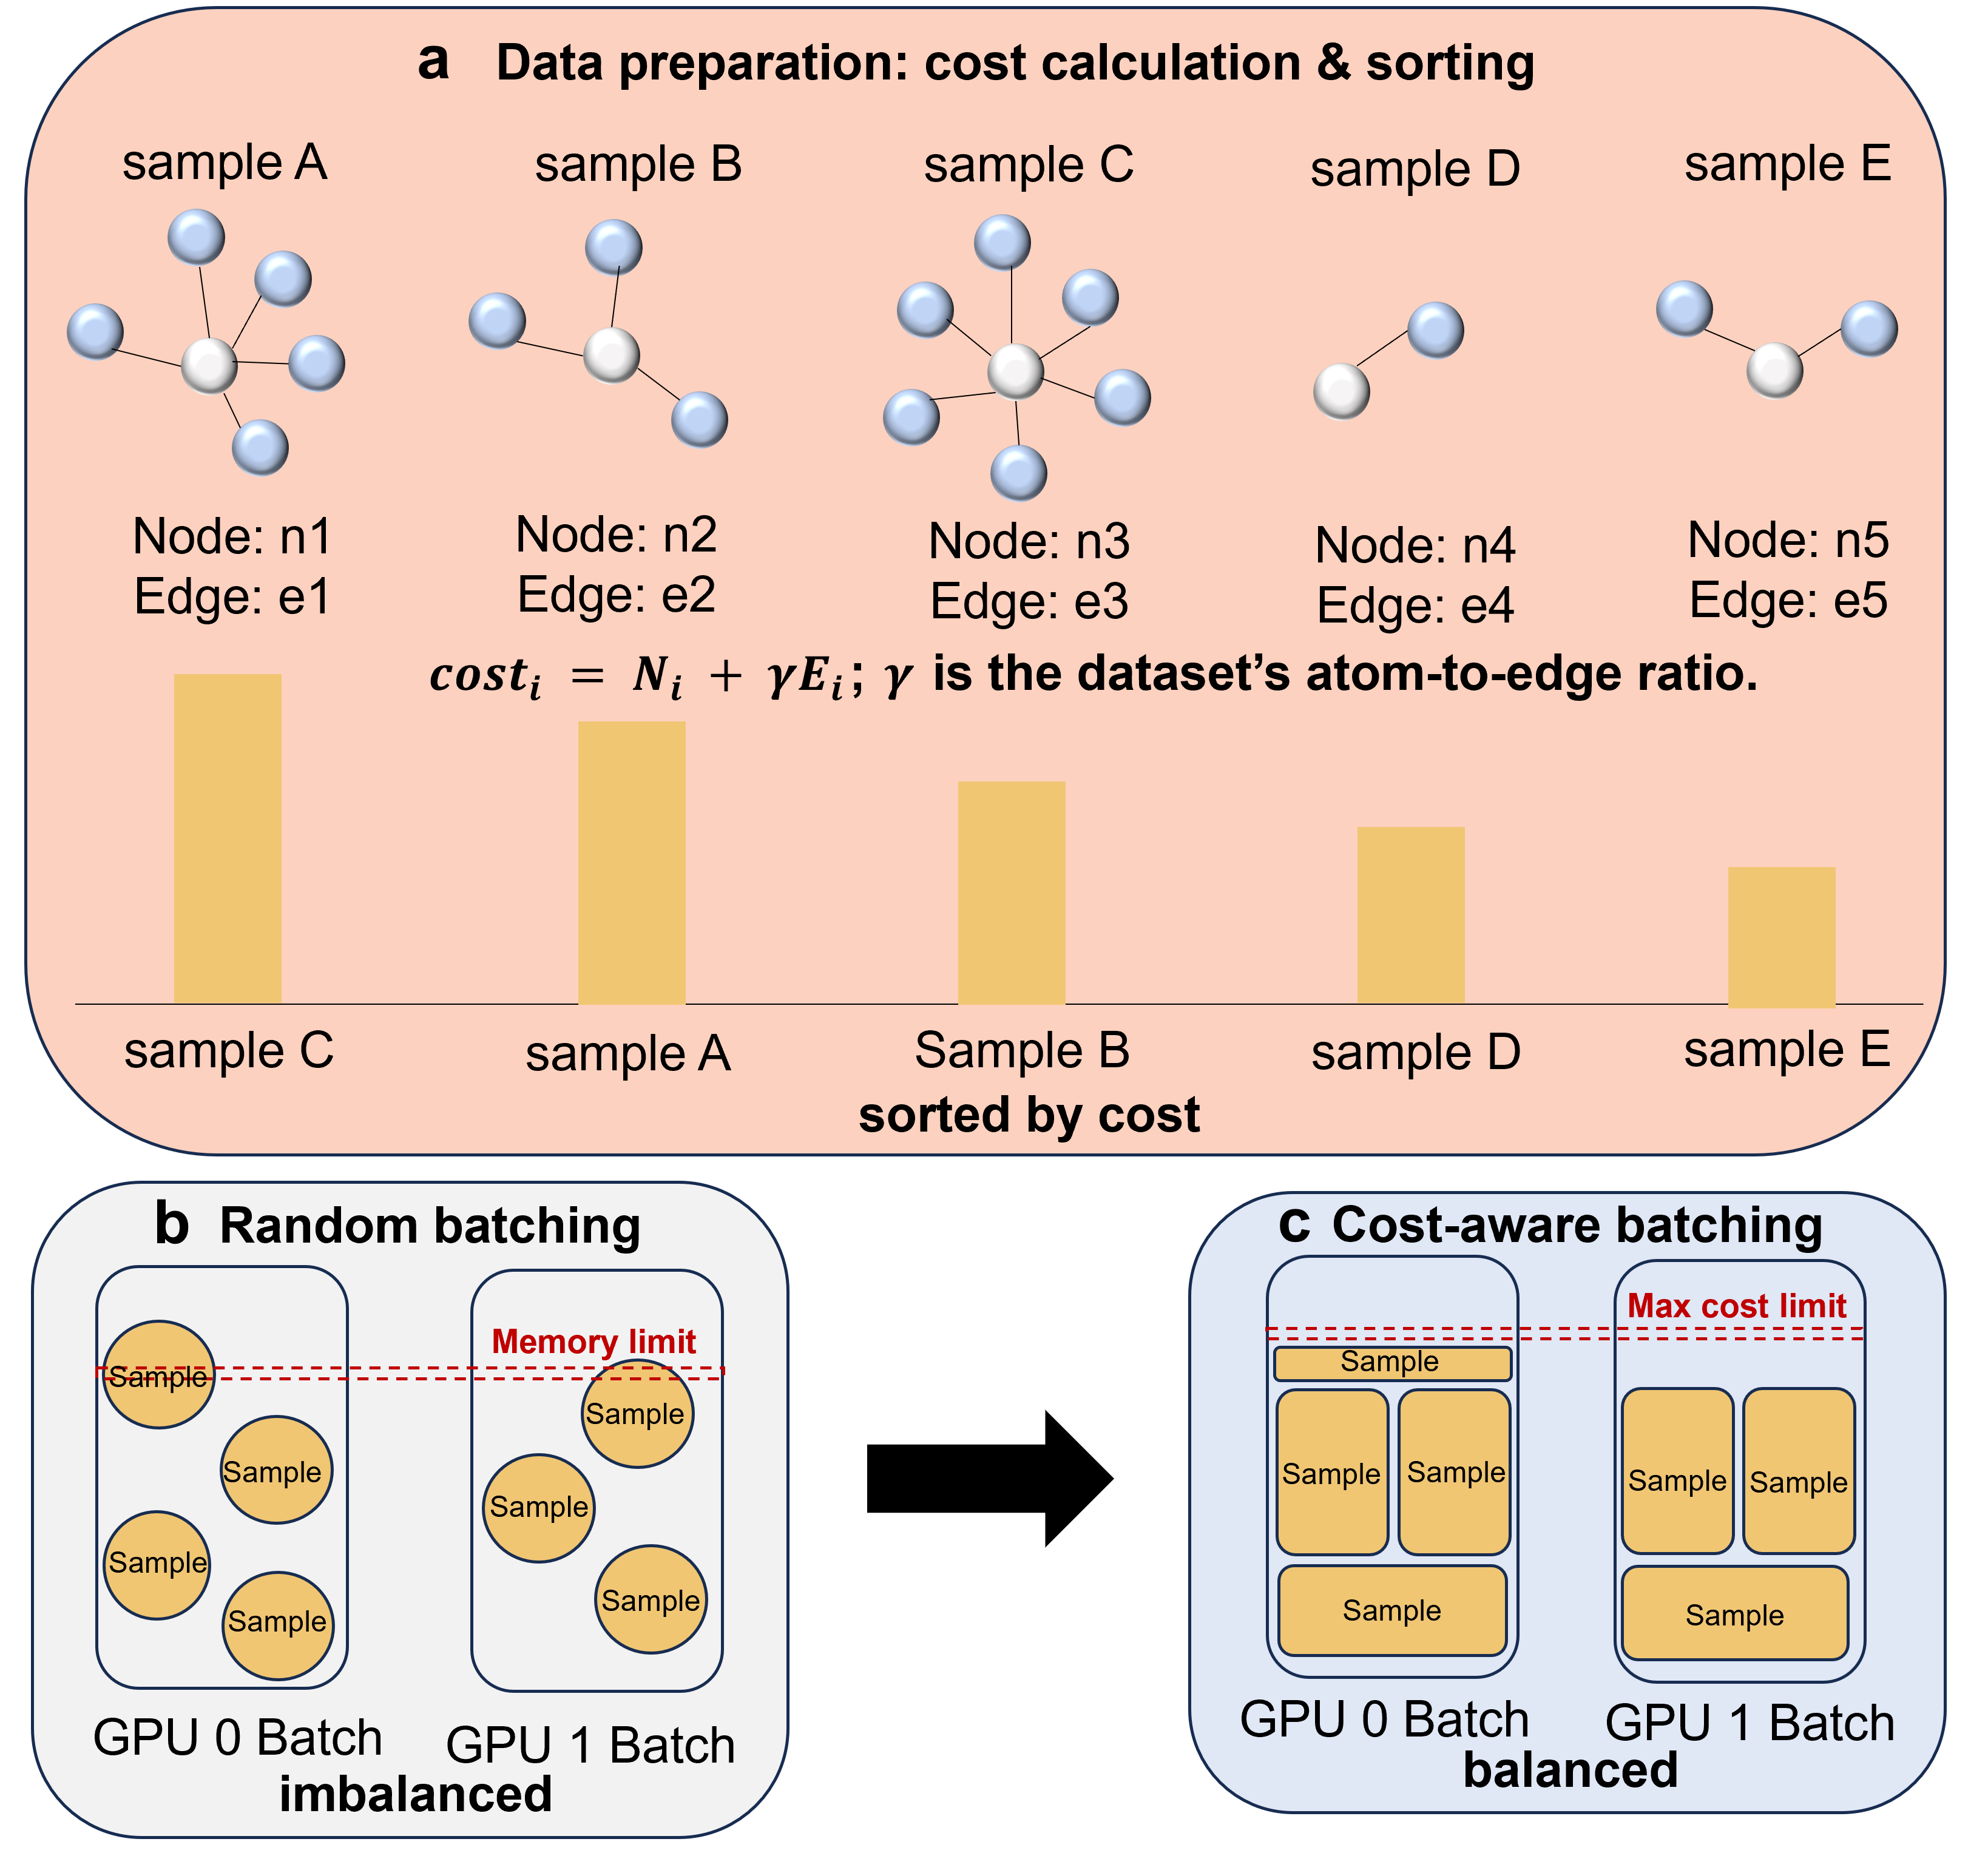 a Data preparation: cost calculation & sorting
sample A
sample B
sample C
sample D
sample E
Node: n1
Edge: e1
Node: n2
Edge: e2
Node: n3
Edge: e3
Node: n4
Edge: e4
Node: n5
Edge: e5
cost_i = N_i + γE_i; γ is the dataset's atom-to-edge ratio.
sample C
sample A
Sample B
sample D
sample E
sorted by cost
b Random batching
Memory limit
Sample
Sample
Sample
Sample
Sample
Sample
Sample
GPU 0 Batch
GPU 1 Batch
imbalanced
c Cost-aware batching
Max cost limit
Sample
Sample
Sample
Sample
Sample
Sample
Sample
GPU 0 Batch
GPU 1 Batch
balanced